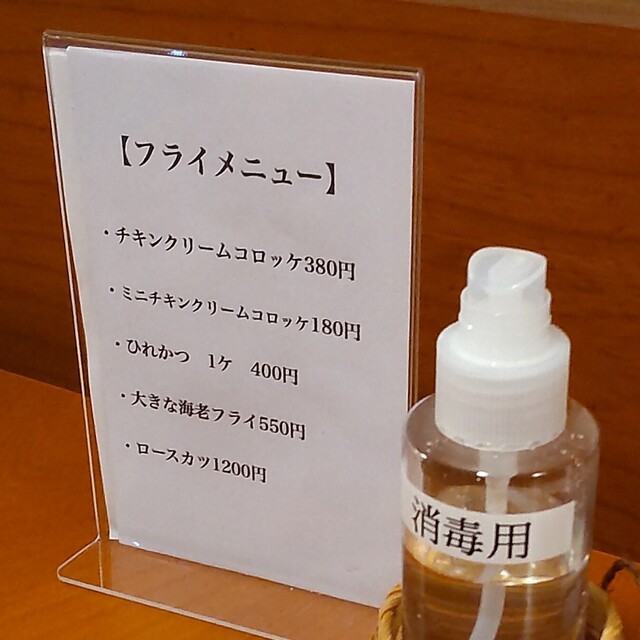 【フライメニュー】
・チキンクリームコロッケ380円
・ミニチキンクリームコロッケ180円
・ひれかつ　1ケ　400円
・大きな海老フライ550円
・ロースカツ1200円
消毒用